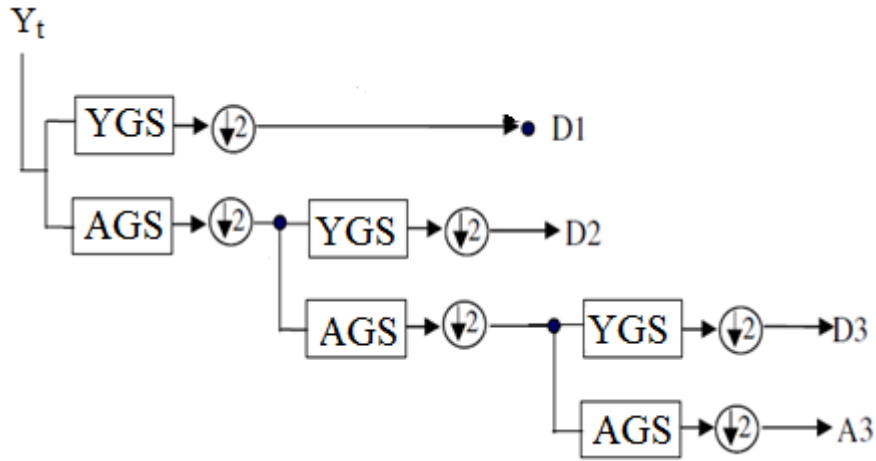 Yt
YGS ↓2 D1
AGS ↓2 YGS ↓2 D2
AGS ↓2 YGS ↓2 D3
AGS ↓2 A3